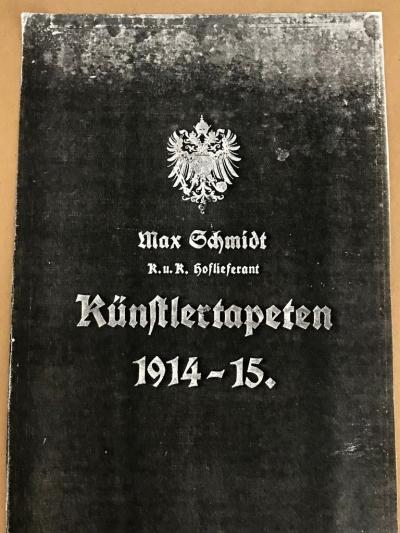 Max Schmidt
K. u. K. Hoflieferant
Künstlertapeten
1914-15.